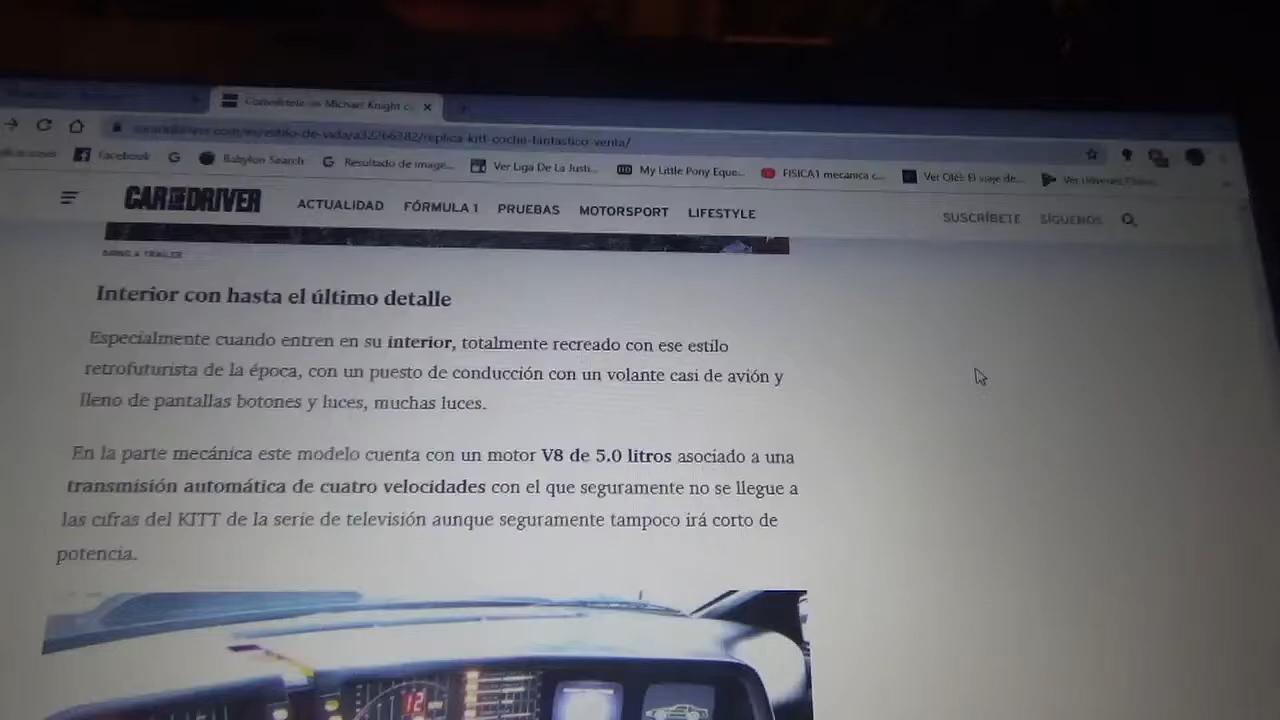 Michael Knight c
/es/estilo-de-vida/a32266382/replica-kitt-coche-fantastico-venta/
Facebook
Babylon Search
Resultado de image...
Ver Liga De La Justi...
My Little Pony Eque...
FISICA1 mecanica c...
Ver Olé: El viaje de...
CAR AND DRIVER
ACTUALIDAD
FÓRMULA 1
PRUEBAS
MOTORSPORT
LIFESTYLE
SUSCRÍBETE
SÍGUENOS
BRING A TRAILER
Interior con hasta el último detalle
Especialmente cuando entren en su interior, totalmente recreado con ese estilo
retrofuturista de la época, con un puesto de conducción con un volante casi de avión y
lleno de pantallas botones y luces, muchas luces.
En la parte mecánica este modelo cuenta con un motor V8 de 5.0 litros asociado a una
transmisión automática de cuatro velocidades con el que seguramente no se llegue a
las cifras del KITT de la serie de televisión aunque seguramente tampoco irá corto de
potencia.
12